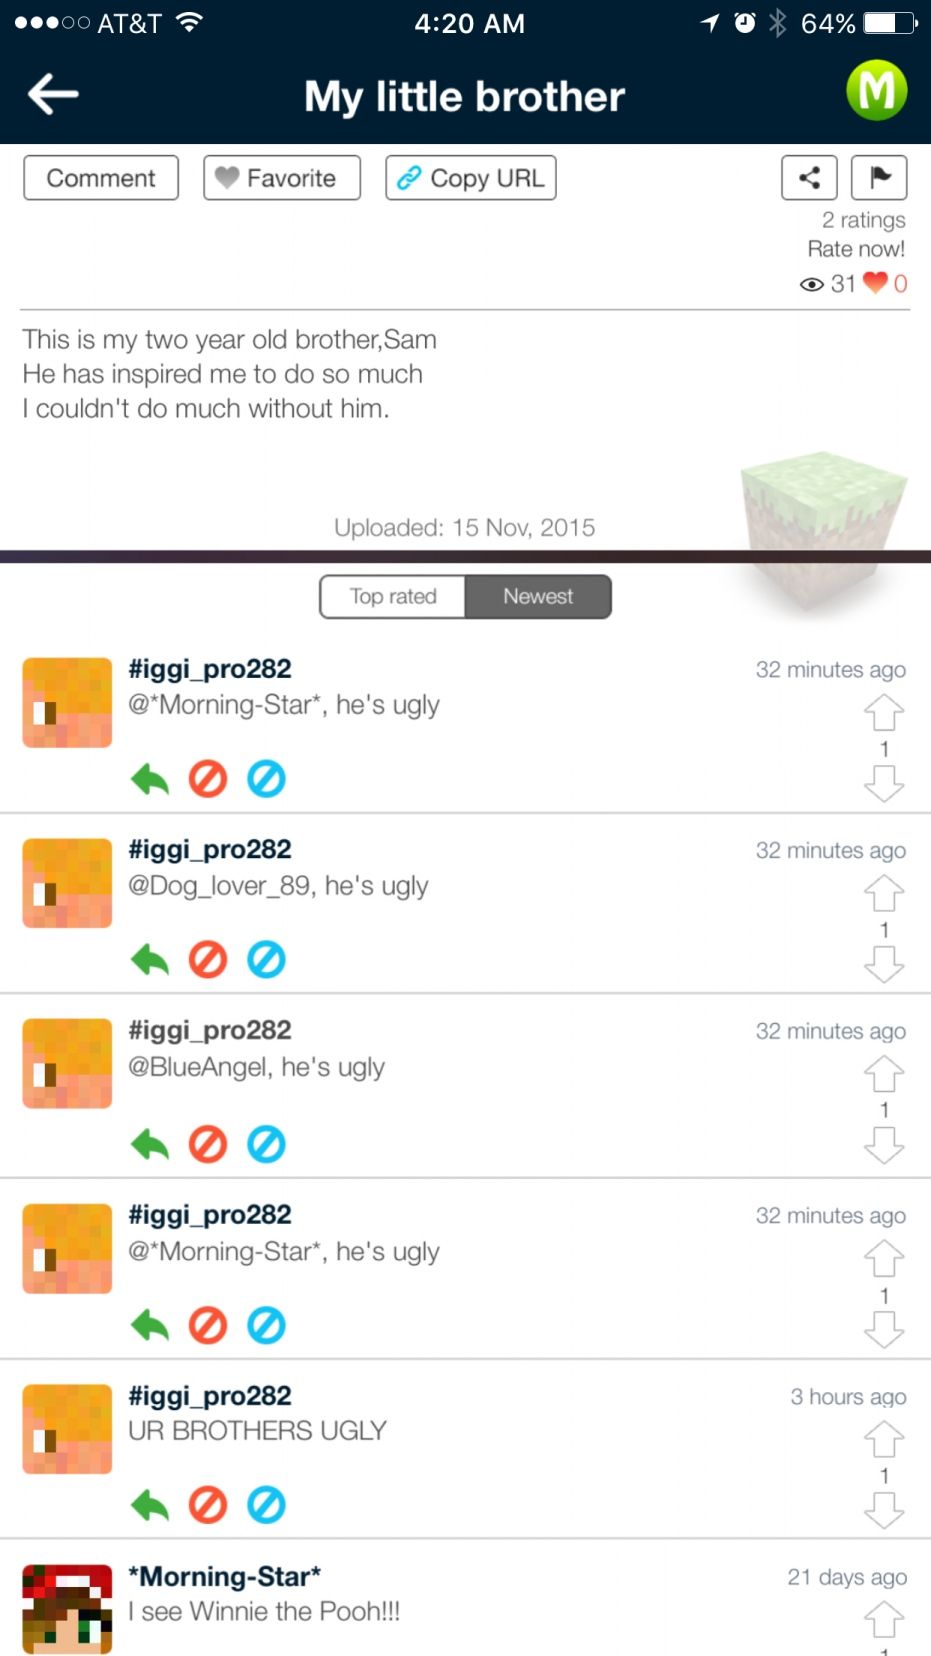 AT&T 4:20 AM 64%
My little brother M
Comment Favorite Copy URL
2 ratings
Rate now!
31 0
This is my two year old brother,Sam
He has inspired me to do so much
I couldn't do much without him.
Uploaded: 15 Nov, 2015
Top rated Newest
#iggi_pro282 32 minutes ago
@*Morning-Star*, he's ugly
1
#iggi_pro282 32 minutes ago
@Dog_lover_89, he's ugly
1
#iggi_pro282 32 minutes ago
@BlueAngel, he's ugly
1
#iggi_pro282 32 minutes ago
@*Morning-Star*, he's ugly
1
#iggi_pro282 3 hours ago
UR BROTHERS UGLY
1
*Morning-Star* 21 days ago
I see Winnie the Pooh!!!
1